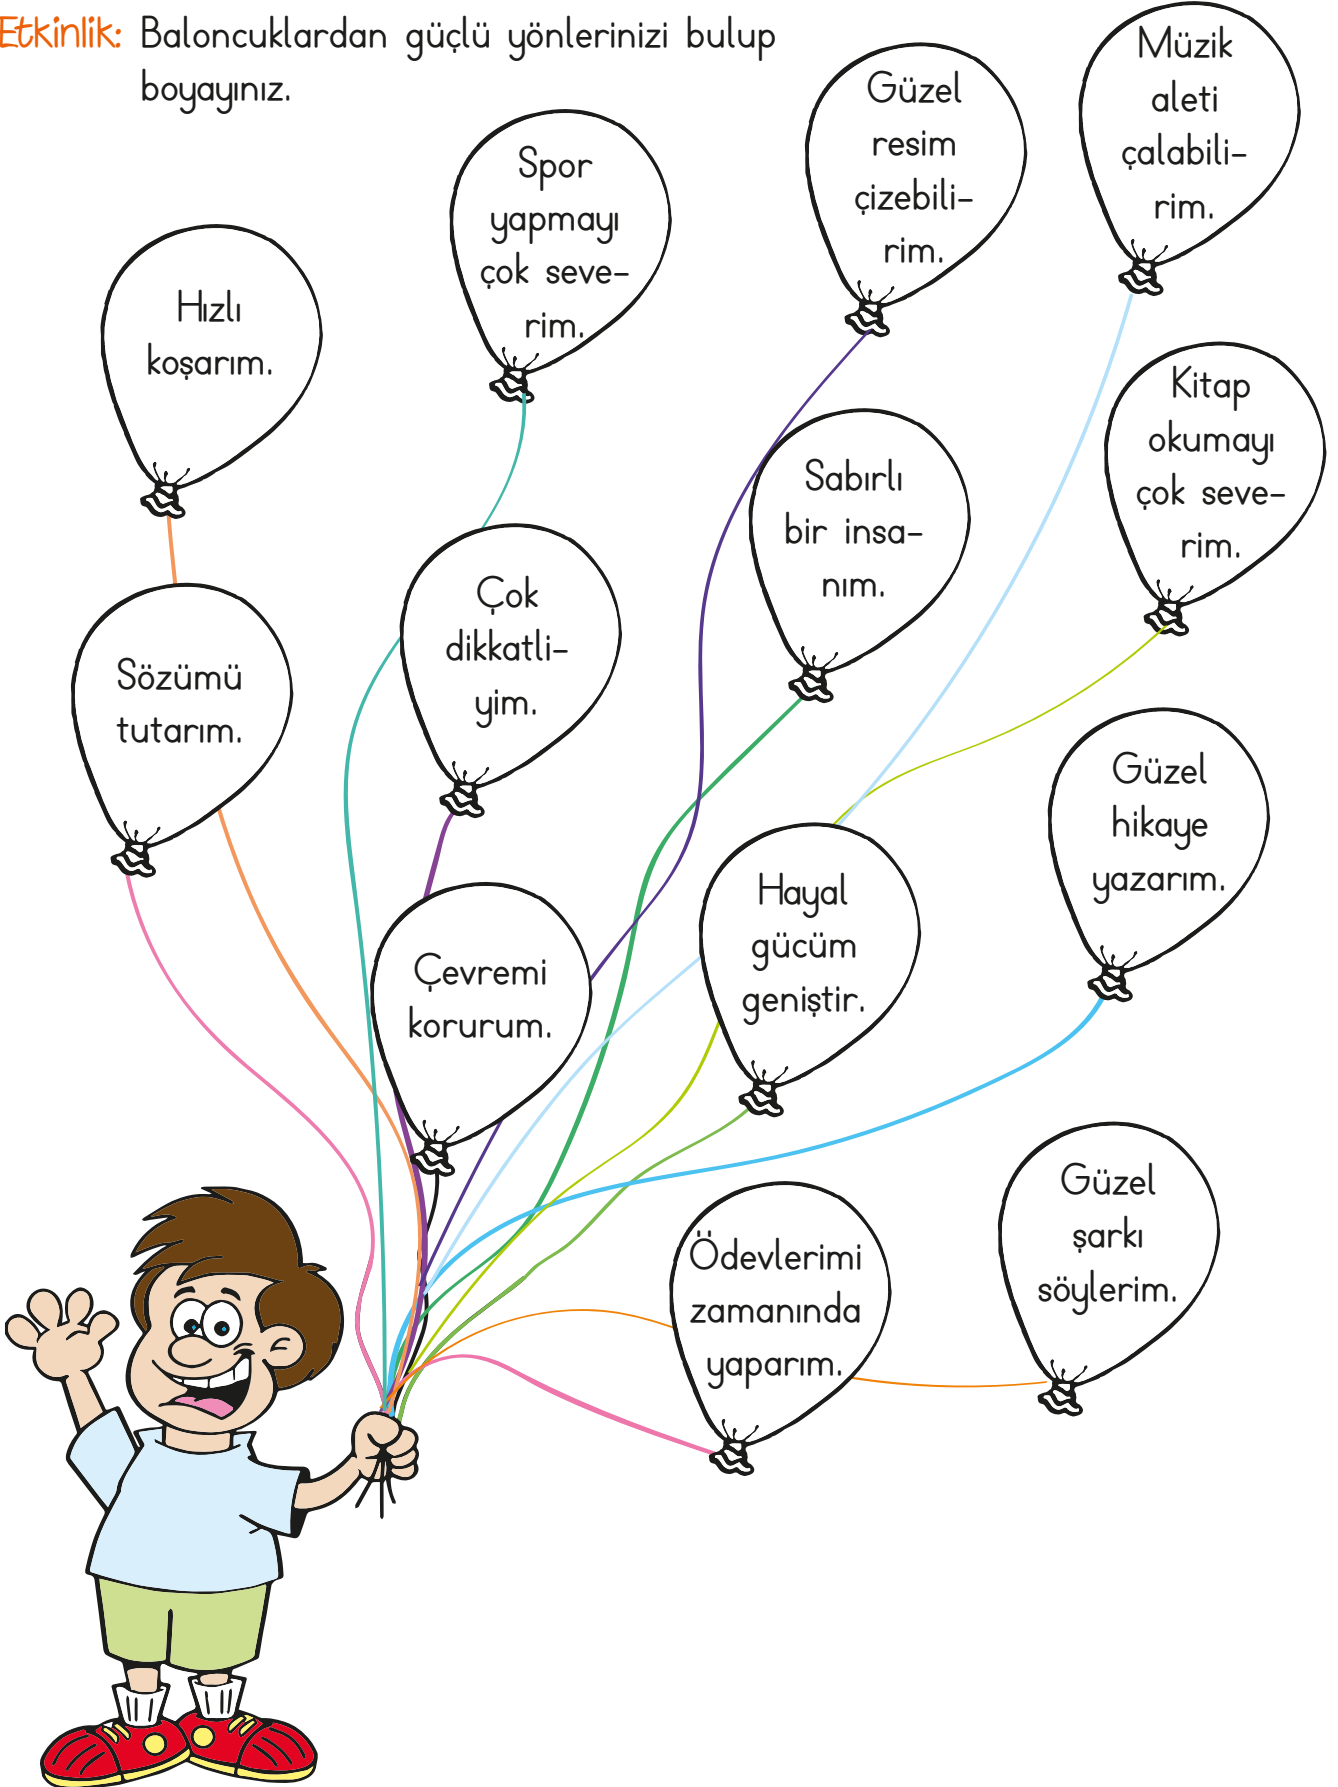 Etkinlik: Baloncuklardan güçlü yönlerinizi bulup
boyayınız.
Müzik
aleti
çalabili-
rim.
Güzel
resim
çizebili-
rim.
Spor
yapmayı
çok seve-
rim.
Hızlı
koşarım.
Kitap
okumayı
çok seve-
rim.
Sabırlı
bir insa-
nım.
Çok
dikkatli-
yim.
Sözümü
tutarım.
Güzel
hikaye
yazarım.
Hayal
gücüm
geniştir.
Çevremi
korurum.
Güzel
şarkı
söylerim.
Ödevlerimi
zamanında
yaparım.